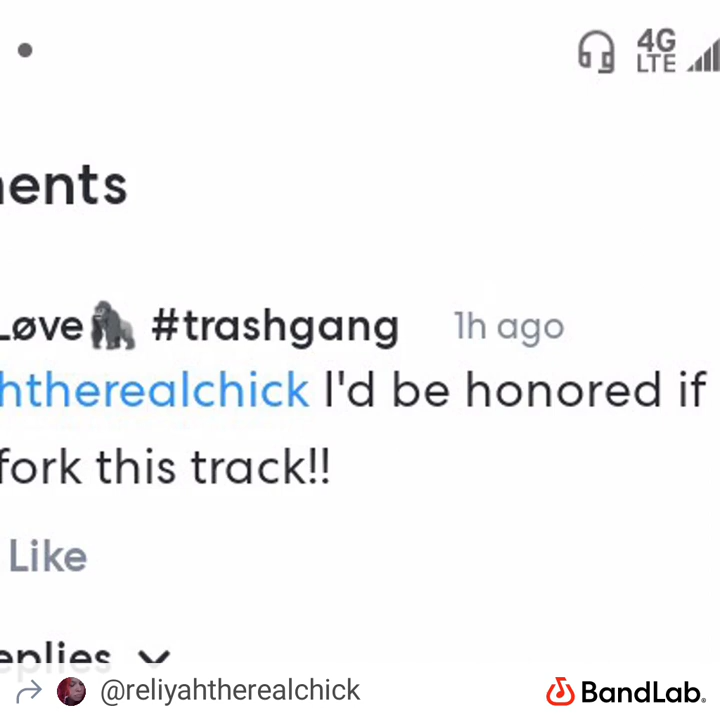 4G
LTE
ents
Løve🦍 #trashgang 1h ago
htherealchick I'd be honored if
fork this track!!
Like
eplies
@reliyahtherealchick
BandLab.